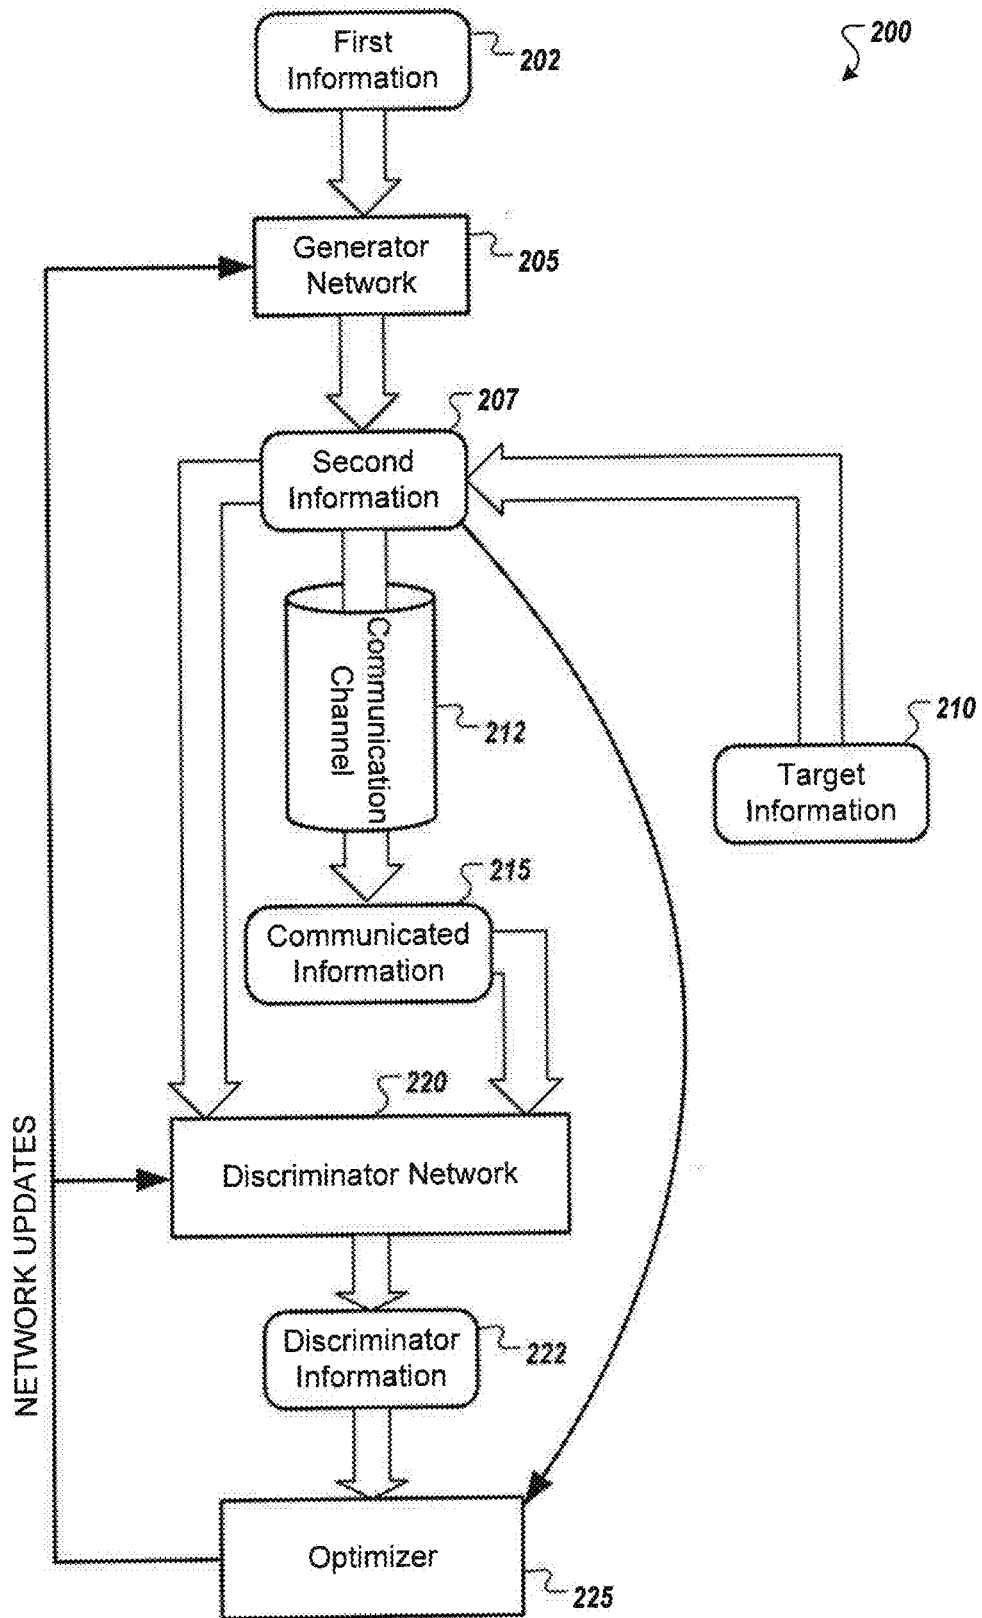 200
First
Information
202
Generator
Network
205
207
Second
Information
Communication
Channel
212
210
Target
Information
215
Communicated
Information
220
Discriminator Network
NETWORK UPDATES
Discriminator
Information
222
Optimizer
225